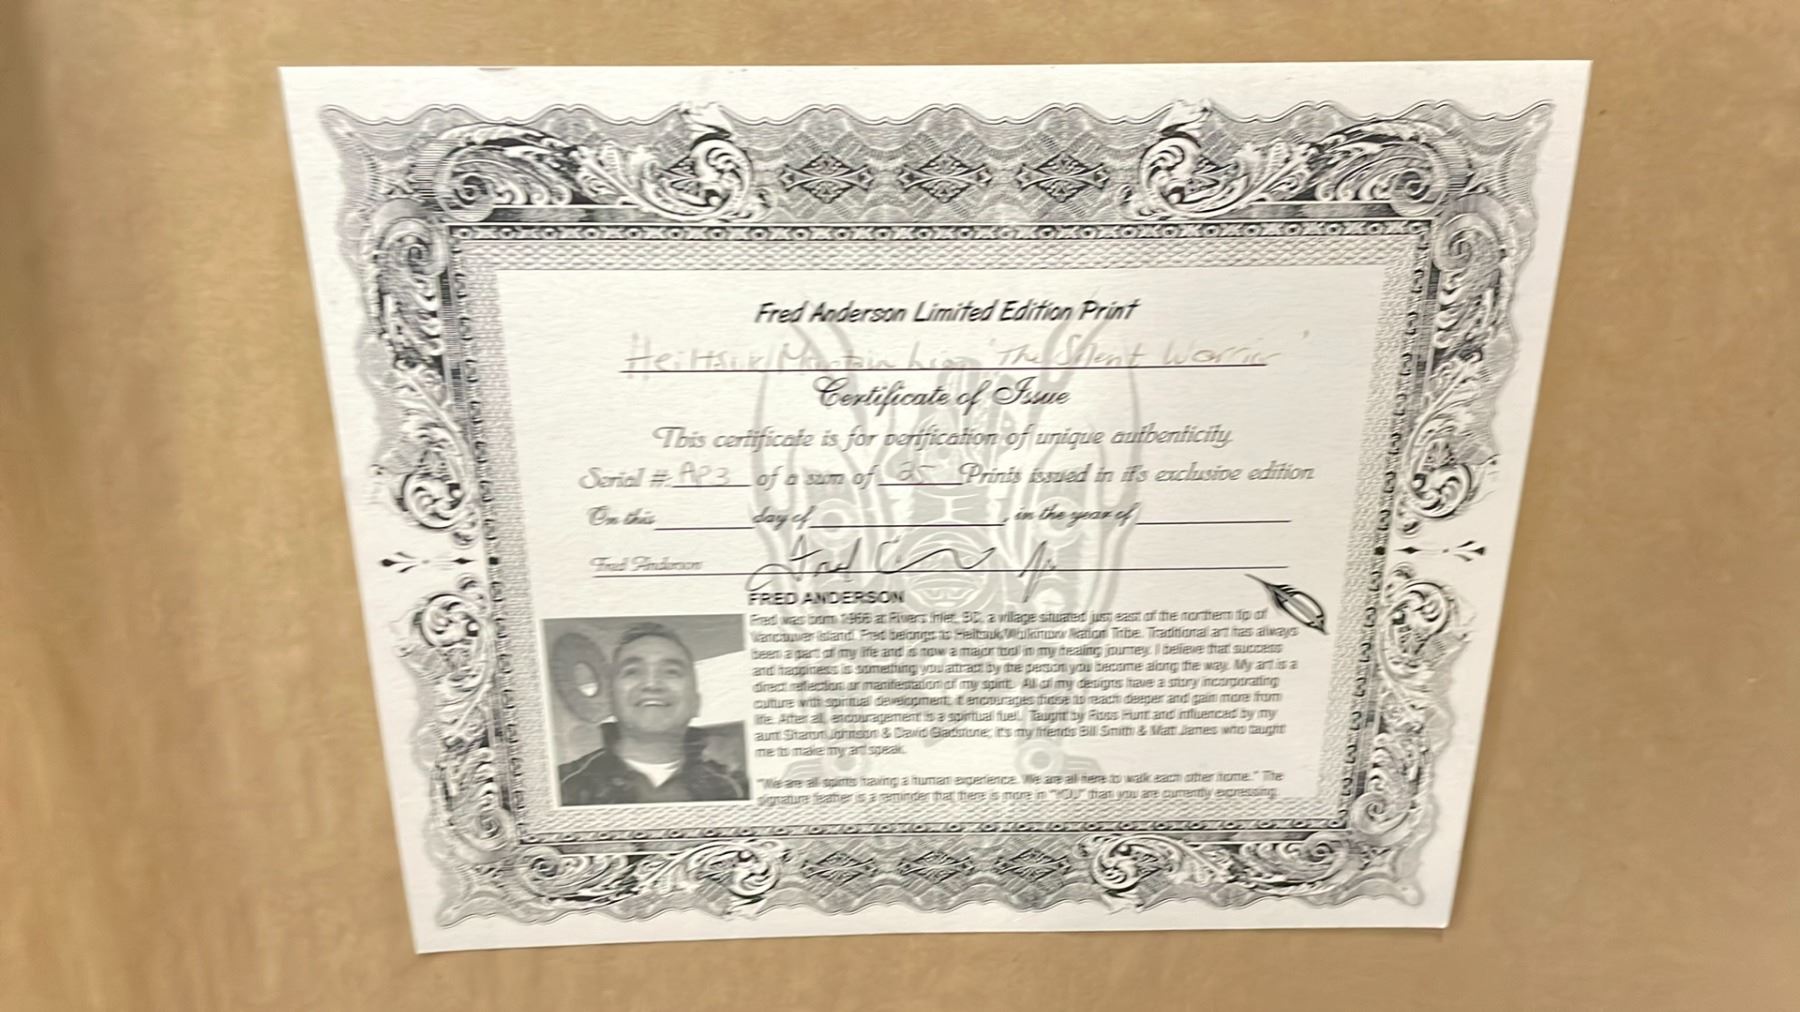 Fred Anderson Limited Edition Print
Heiltsuk Mountain Lion 'The Silent Warrior'
Certificate of Issue
This certificate is for verification of unique authenticity.
Serial #: AP3 of a sum of Prints issued in it's exclusive edition
On this day of , in the year of
Fred Anderson
FRED ANDERSON
Fred was born 1966 at Rivers Inlet, BC, a village situated just east of the northern tip of
Vancouver Island. Fred belongs to Heiltsuk/Wuikinuxv Nation Tribe. Traditional art has always
been a part of my life and is now a major tool in my healing journey. I believe that success
and happiness is something you attract by the person you become along the way. My art is a
direct reflection or manifestation of my spirit. All of my designs have a story incorporating
culture with spiritual development; it encourages those to reach deeper and gain more from
life. After all, encouragement is a spiritual fuel. Taught by Ross Hunt and influenced by my
aunt Sharon Johnson & David Gladstone; it's my friends Bill Smith & Matt James who taught
me to make my art speak.
"We are all spirits having a human experience. We are all here to walk each other home." The
signature feather is a reminder that there is more in "YOU" than you are currently expressing.